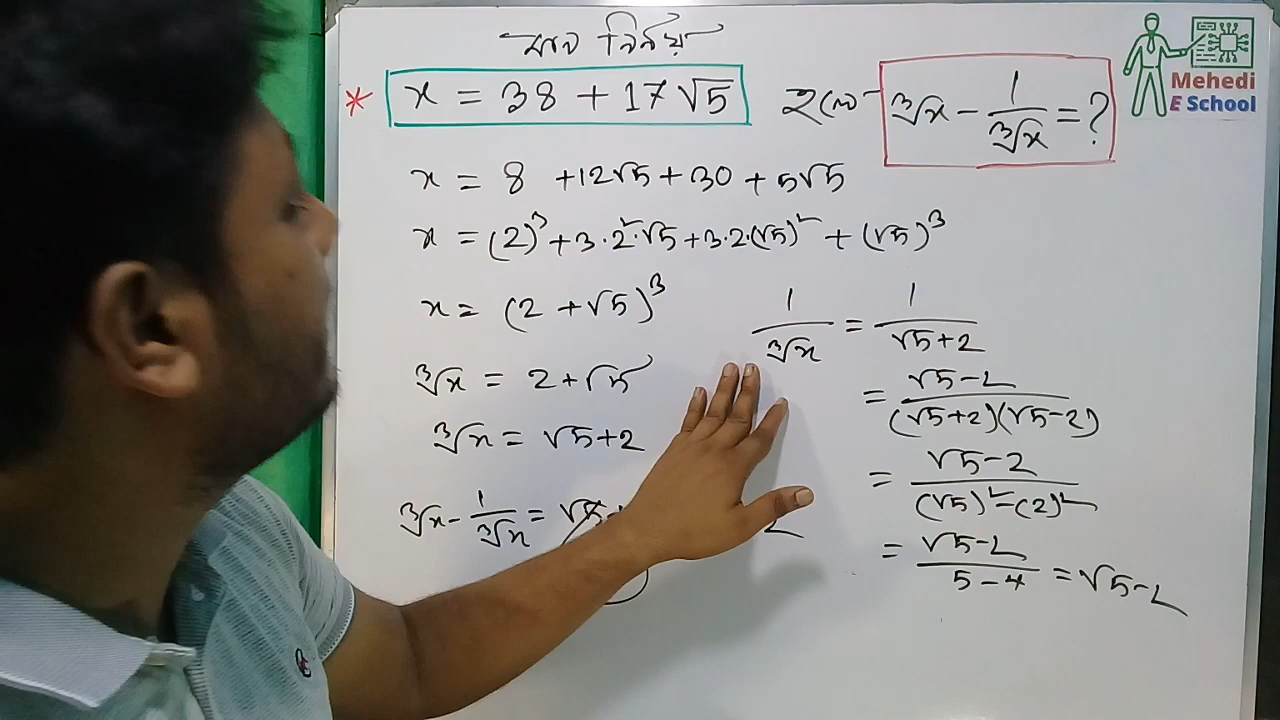 মান নির্ণয়
* x = 38 + 17√5 হলে ∛x − 1/∛x = ?
Mehedi
E School
x = 8 + 12√5 + 30 + 5√5
x = (2)³ + 3·2²·√5 + 3·2·(√5)² + (√5)³
x = (2 + √5)³
∛x = 2 + √5
∛x = √5 + 2
∛x − 1/∛x = √5
2
1/∛x = 1/(√5+2)
= (√5−2)/((√5+2)(√5−2))
= (√5−2)/((√5)²−(2)²)
= (√5−2)/(5−4) = √5−2